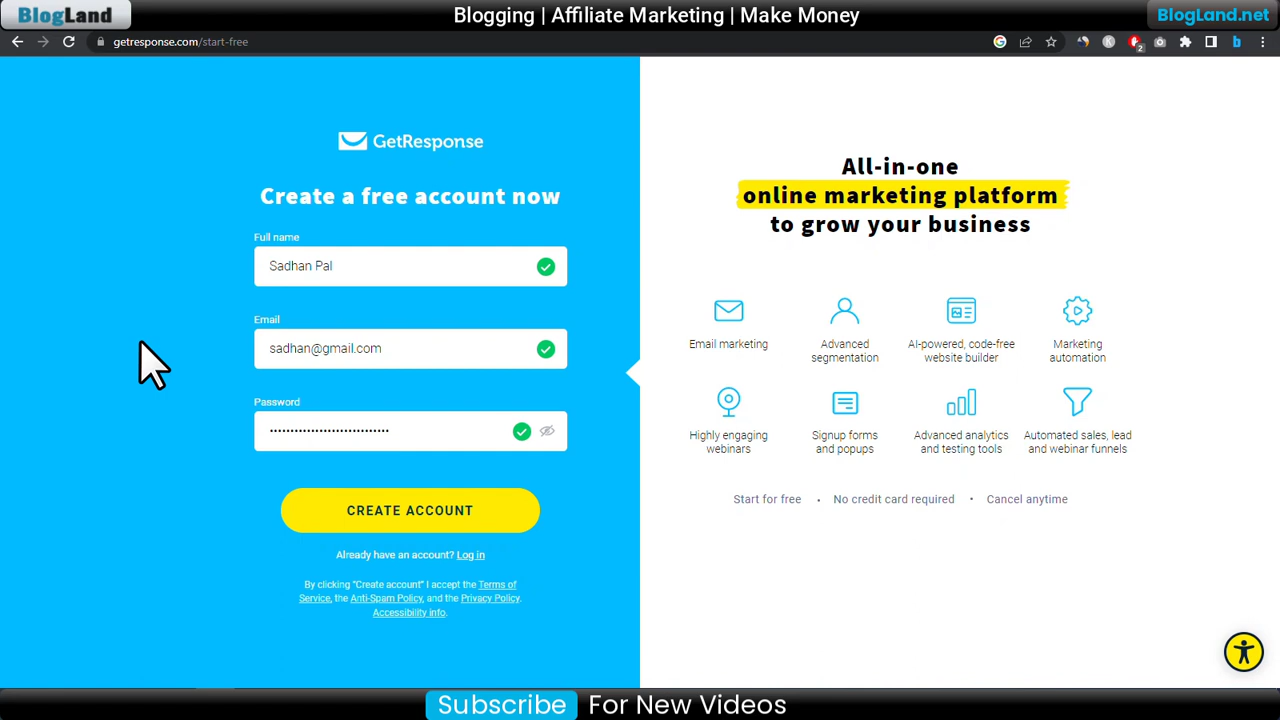 BlogLand
Blogging | Affiliate Marketing | Make Money
BlogLand.net
getresponse.com/start-free
2
b
GetResponse
Create a free account now
Full name
Sadhan Pal
Email
sadhan@gmail.com
Password
•••••••••••••••••••••••••••••
CREATE ACCOUNT
Already have an account? Log in
By clicking "Create account" I accept the Terms of
Service, the Anti-Spam Policy, and the Privacy Policy.
Accessibility info.
All-in-one
online marketing platform
to grow your business
Email marketing
Advanced
segmentation
AI-powered, code-free
website builder
Marketing
automation
Highly engaging
webinars
Signup forms
and popups
Advanced analytics
and testing tools
Automated sales, lead
and webinar funnels
Start for free • No credit card required • Cancel anytime
Subscribe For New Videos